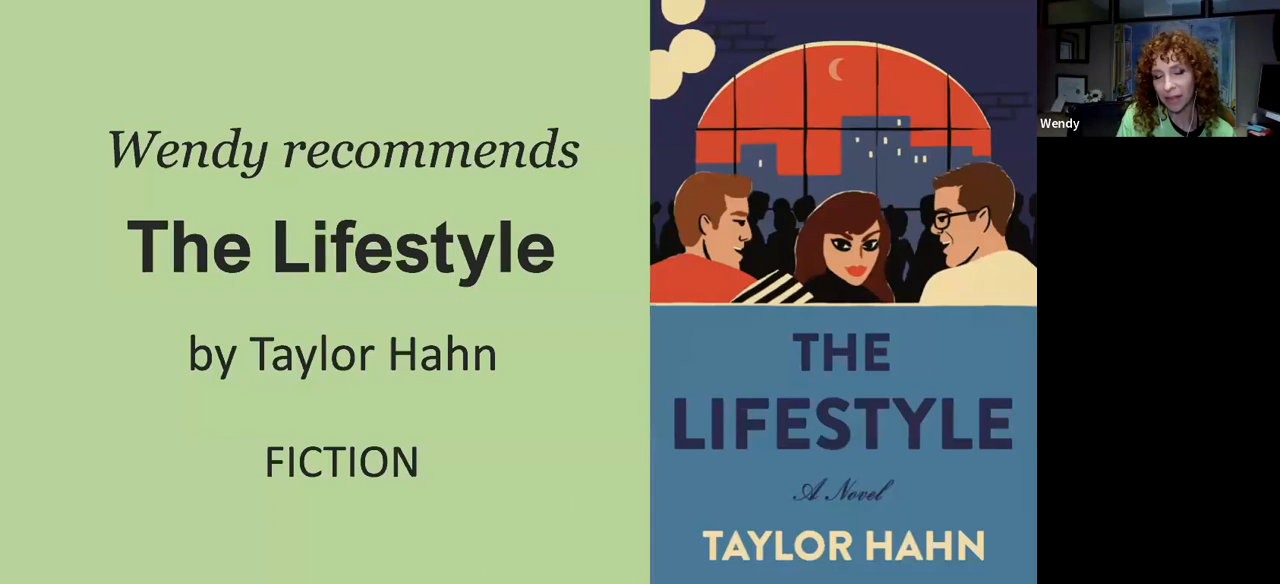 Wendy recommends
The Lifestyle
by Taylor Hahn
FICTION
THE
LIFESTYLE
A Novel
TAYLOR HAHN
Wendy